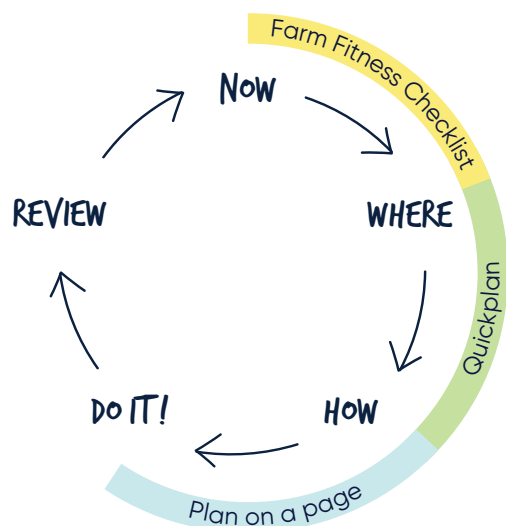 Farm Fitness Checklist
NOW
WHERE
Quickplan
HOW
Plan on a page
DO IT!
REVIEW